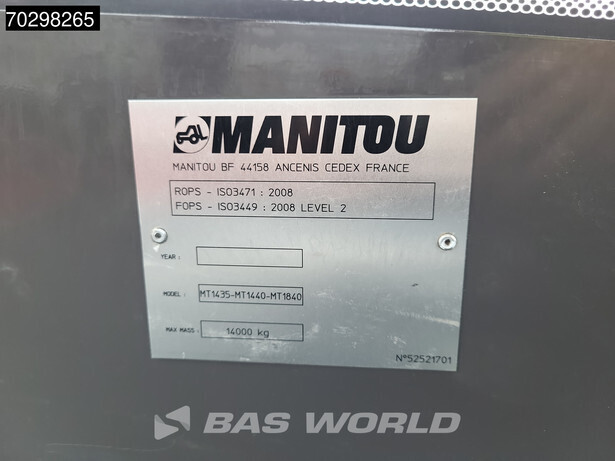 70298265
MANITOU
MANITOU BF 44158 ANCENIS CEDEX FRANCE
ROPS - ISO3471 : 2008
FOPS - ISO3449 : 2008 LEVEL 2
YEAR :
MODEL : MT1435-MT1440-MT1840
MAX MASS : 14000 kg
N°52521701
BAS WORLD